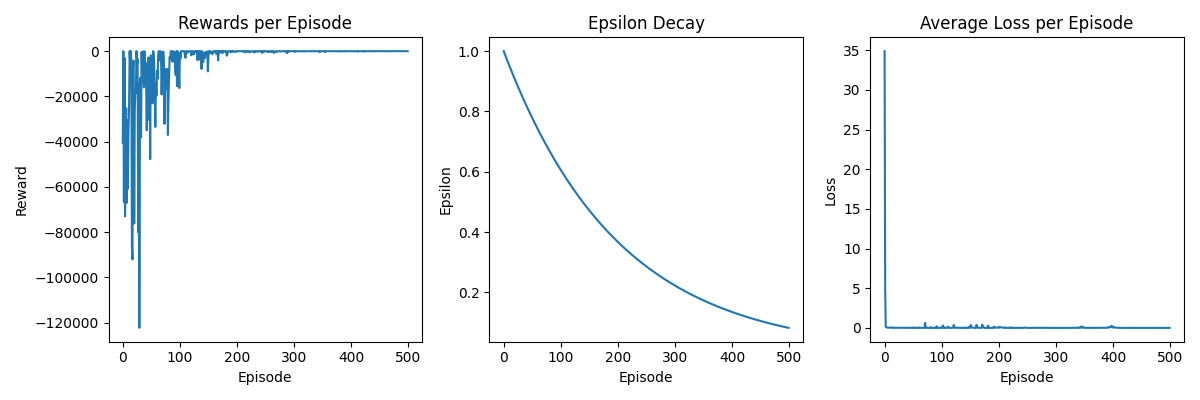 Rewards per Episode
Reward
0
−20000
−40000
−60000
−80000
−100000
−120000
0 100 200 300 400 500
Episode
Epsilon Decay
Epsilon
1.0
0.8
0.6
0.4
0.2
0 100 200 300 400 500
Episode
Average Loss per Episode
Loss
35
30
25
20
15
10
5
0
0 100 200 300 400 500
Episode